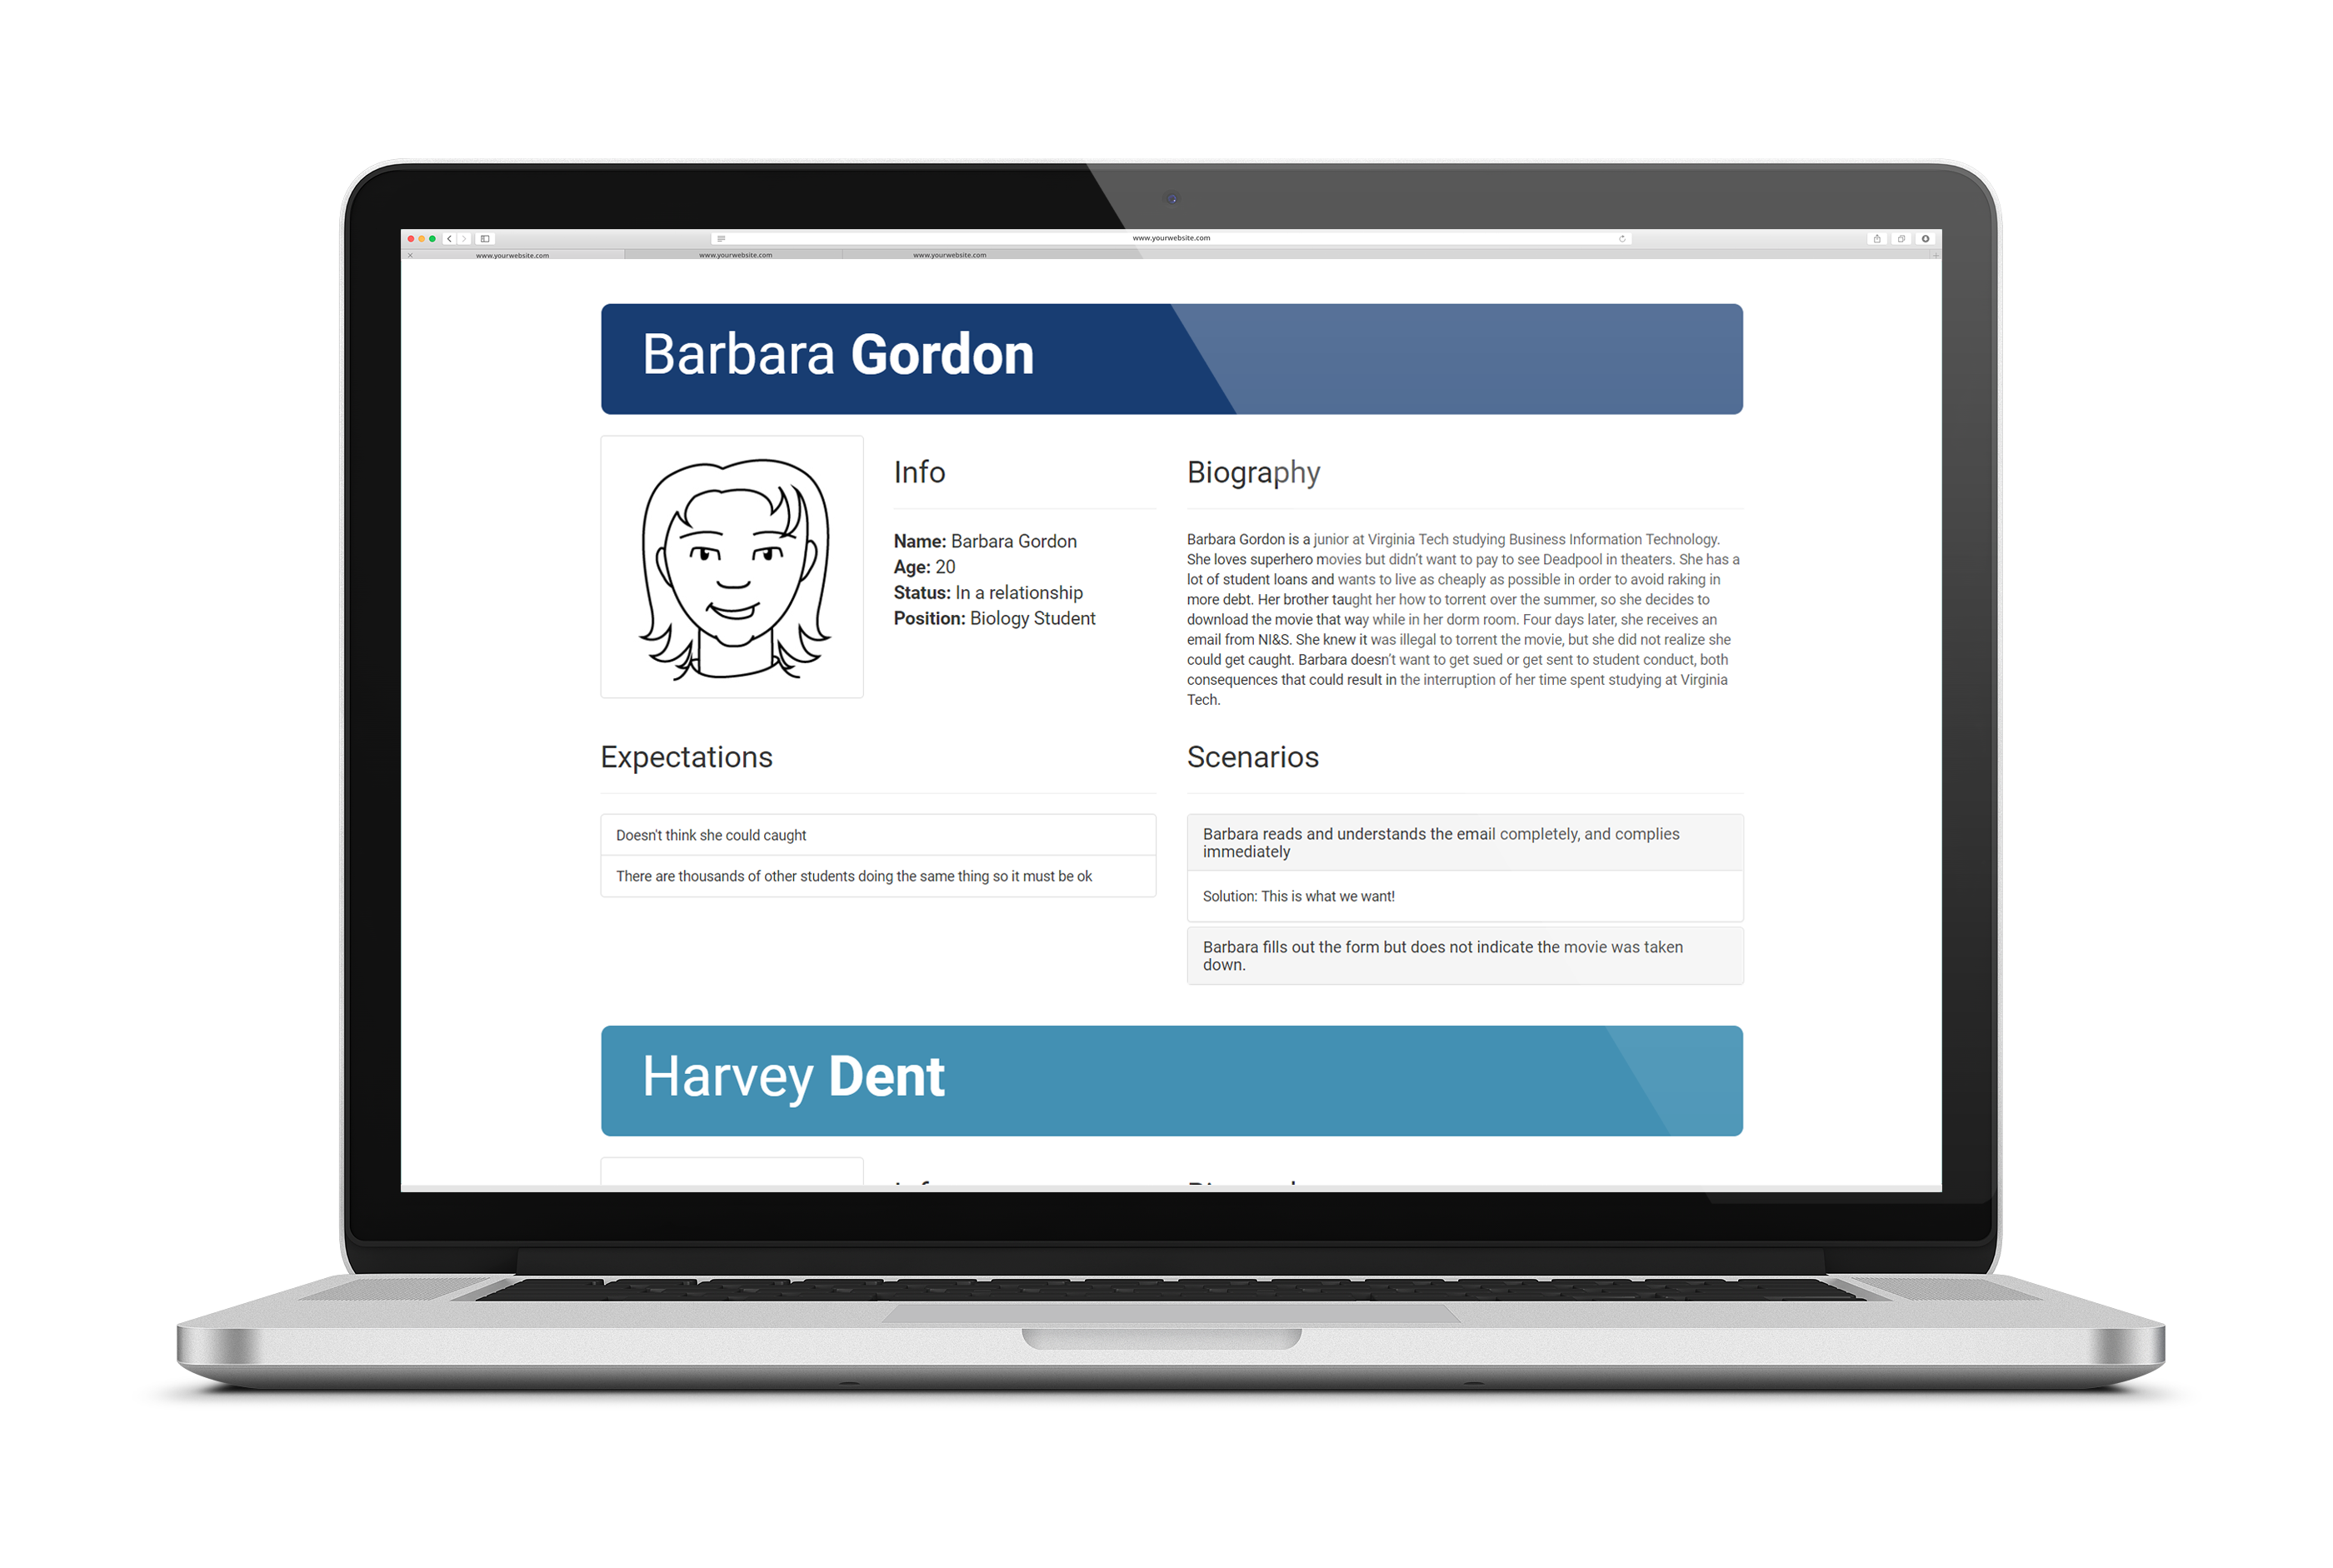 www.yourwebsite.com
www.yourwebsite.com
www.yourwebsite.com
www.yourwebsite.com
Barbara Gordon
Info
Name: Barbara Gordon
Age: 20
Status: In a relationship
Position: Biology Student
Biography
Barbara Gordon is a junior at Virginia Tech studying Business Information Technology.
She loves superhero movies but didn't want to pay to see Deadpool in theaters. She has a
lot of student loans and wants to live as cheaply as possible in order to avoid raking in
more debt. Her brother taught her how to torrent over the summer, so she decides to
download the movie that way while in her dorm room. Four days later, she receives an
email from NI&S. She knew it was illegal to torrent the movie, but she did not realize she
could get caught. Barbara doesn't want to get sued or get sent to student conduct, both
consequences that could result in the interruption of her time spent studying at Virginia
Tech.
Expectations
Doesn't think she could caught
There are thousands of other students doing the same thing so it must be ok
Scenarios
Barbara reads and understands the email completely, and complies
immediately
Solution: This is what we want!
Barbara fills out the form but does not indicate the movie was taken
down.
Harvey Dent